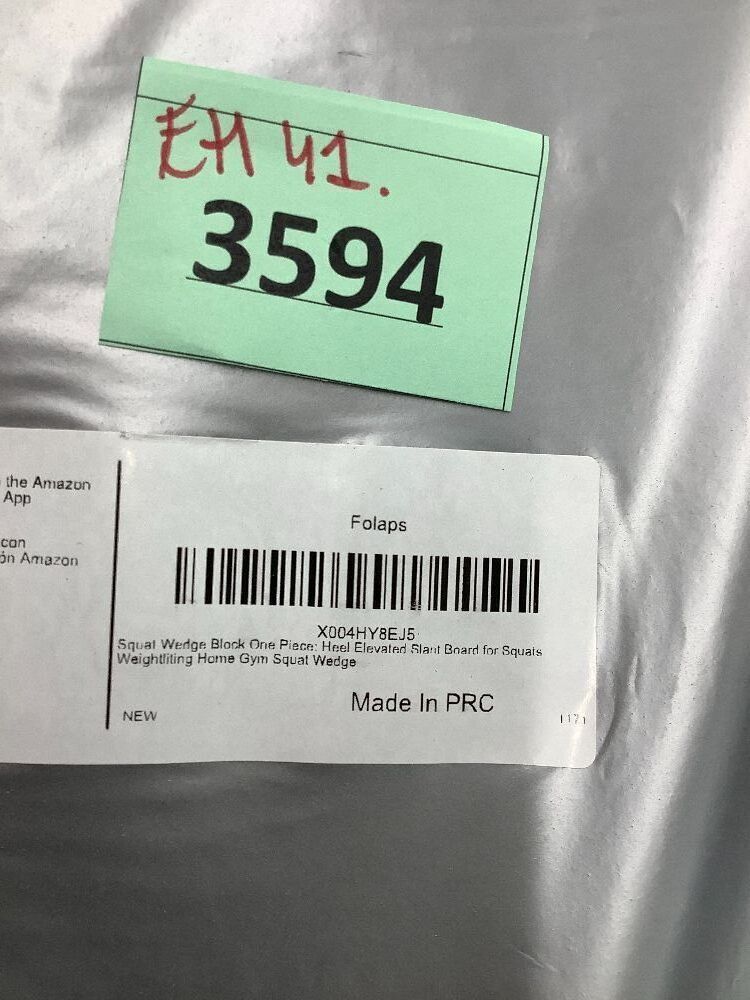 EH 41.
3594
the Amazon
App
con
ón Amazon
Folaps
X004HY8EJ5
Squat Wedge Block One Piece: Heel Elevated Slant Board for Squats
Weightliting Home Gym Squat Wedge
Made In PRC
NEW